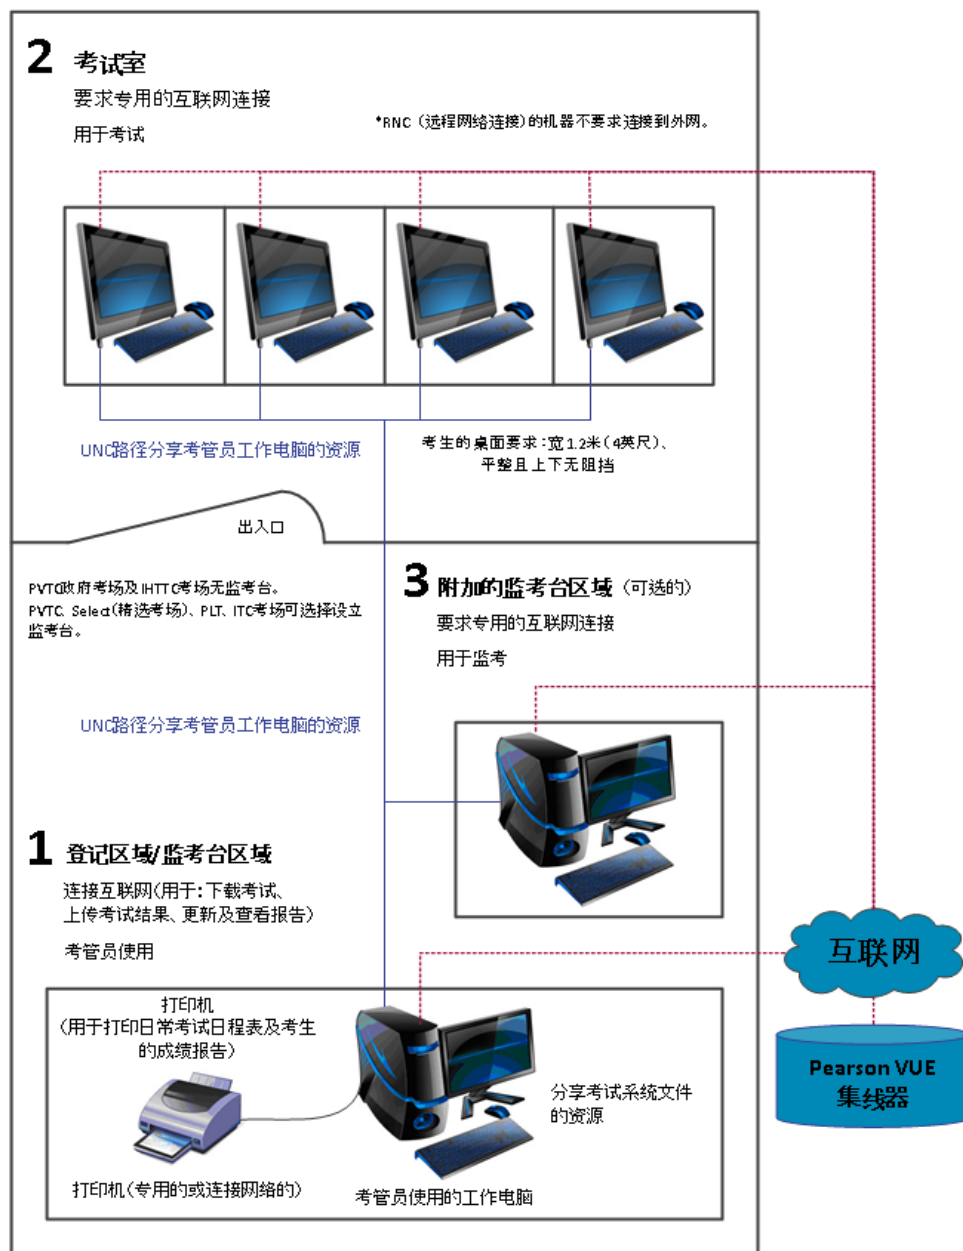 2 考试室
要求专用的互联网连接
用于考试
*RNC（远程网络连接)的机器不要求连接到外网。
UNC路径分享考管员工作电脑的资源
考生的桌面要求：宽1.2米(4英尺)、
平整且上下无阻挡
出入口
PVTC政府考场及IHTTC考场无监考台。
PVTC、Select(精选考场)、PLT、ITC考场可选择设立
监考台。
3 附加的监考台区域（可选的）
要求专用的互联网连接
用于监考
UNC路径分享考管员工作电脑的资源
1 登记区域/监考台区域
连接互联网(用于：下载考试、
上传考试结果、更新及查看报告)
考管员使用
互联网
Pearson VUE
集线器
打印机
(用于打印日常考试日程表及考生
的成绩报告)
分享考试系统文件
的资源
打印机(专用的或连接网络的)
考管员使用的工作电脑